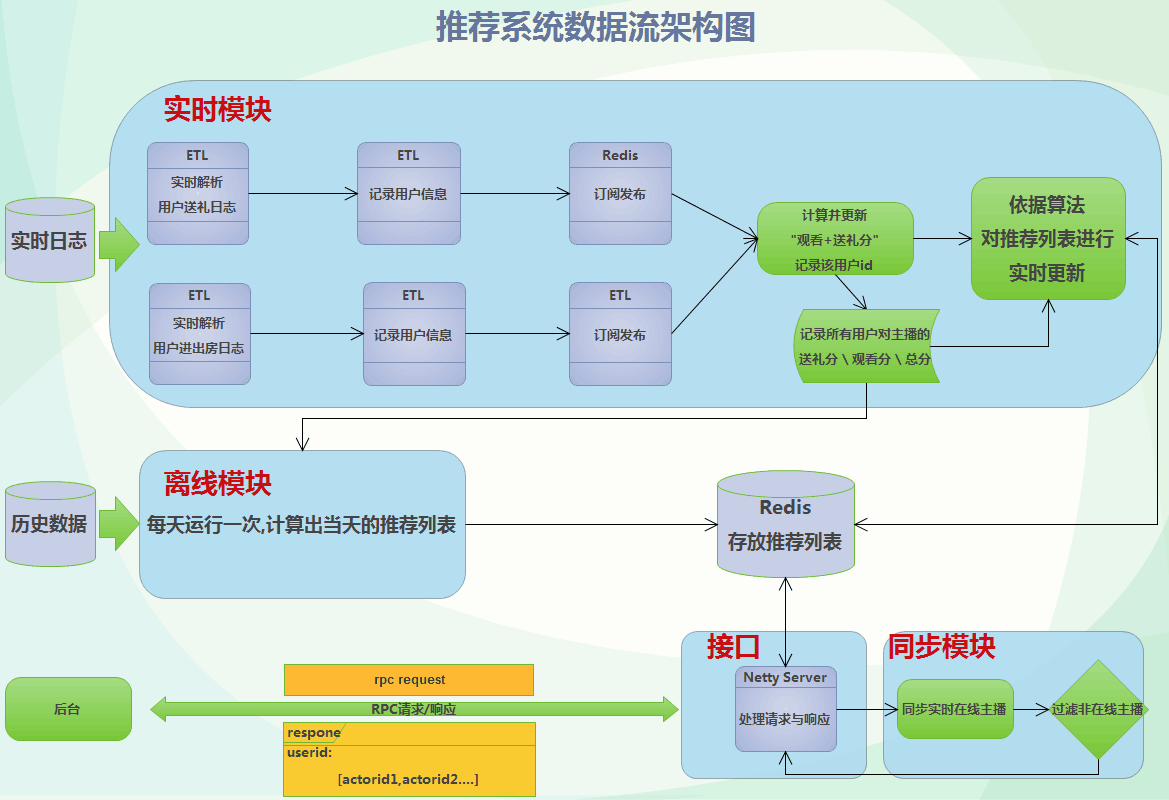 推荐系统数据流架构图
实时模块
实时日志
ETL
实时解析
用户送礼日志
ETL
记录用户信息
Redis
订阅发布
ETL
实时解析
用户进出房日志
ETL
记录用户信息
ETL
订阅发布
计算并更新
"观看+送礼分"
记录该用户id
依据算法
对推荐列表进行
实时更新
记录所有用户对主播的
送礼分 \ 观看分 \ 总分
历史数据
离线模块
每天运行一次,计算出当天的推荐列表
Redis
存放推荐列表
接口
Netty Server
处理请求与响应
同步模块
同步实时在线主播
过滤非在线主播
后台
rpc request
RPC请求/响应
respone
userid:
[actorid1,actorid2....]